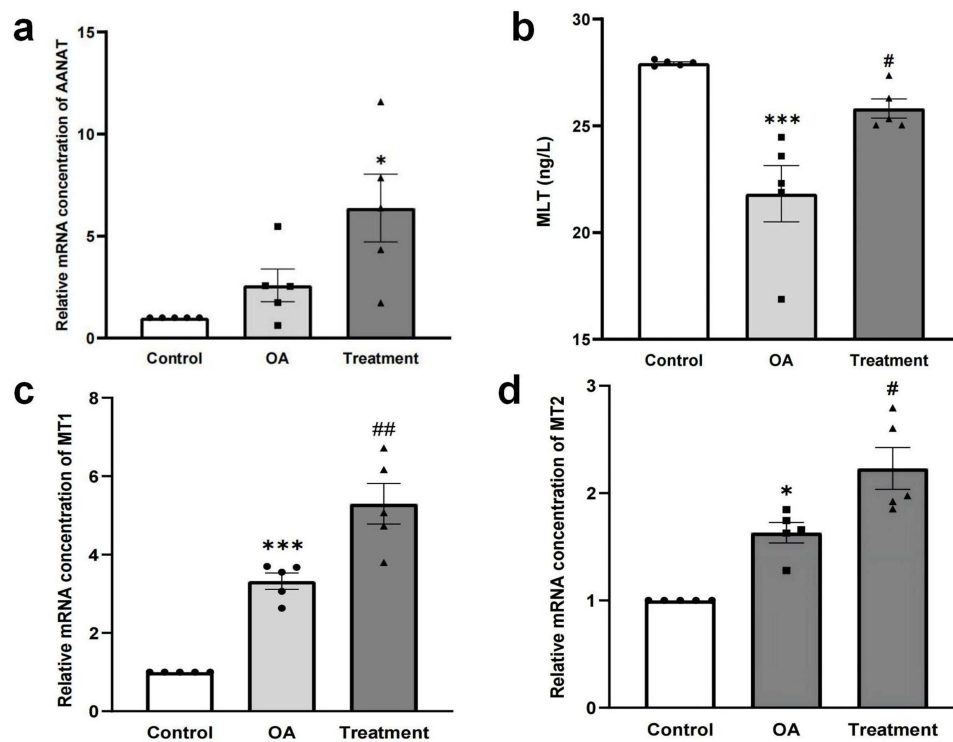 a
Relative mRNA concentration of AANAT
15
10
5
0
*
Control OA Treatment
b
MLT (ng/L)
30
25
20
15
***
#
Control OA Treatment
c
Relative mRNA concentration of MT1
8
6
4
2
0
***
##
Control OA Treatment
d
Relative mRNA concentration of MT2
3
2
1
0
*
#
Control OA Treatment